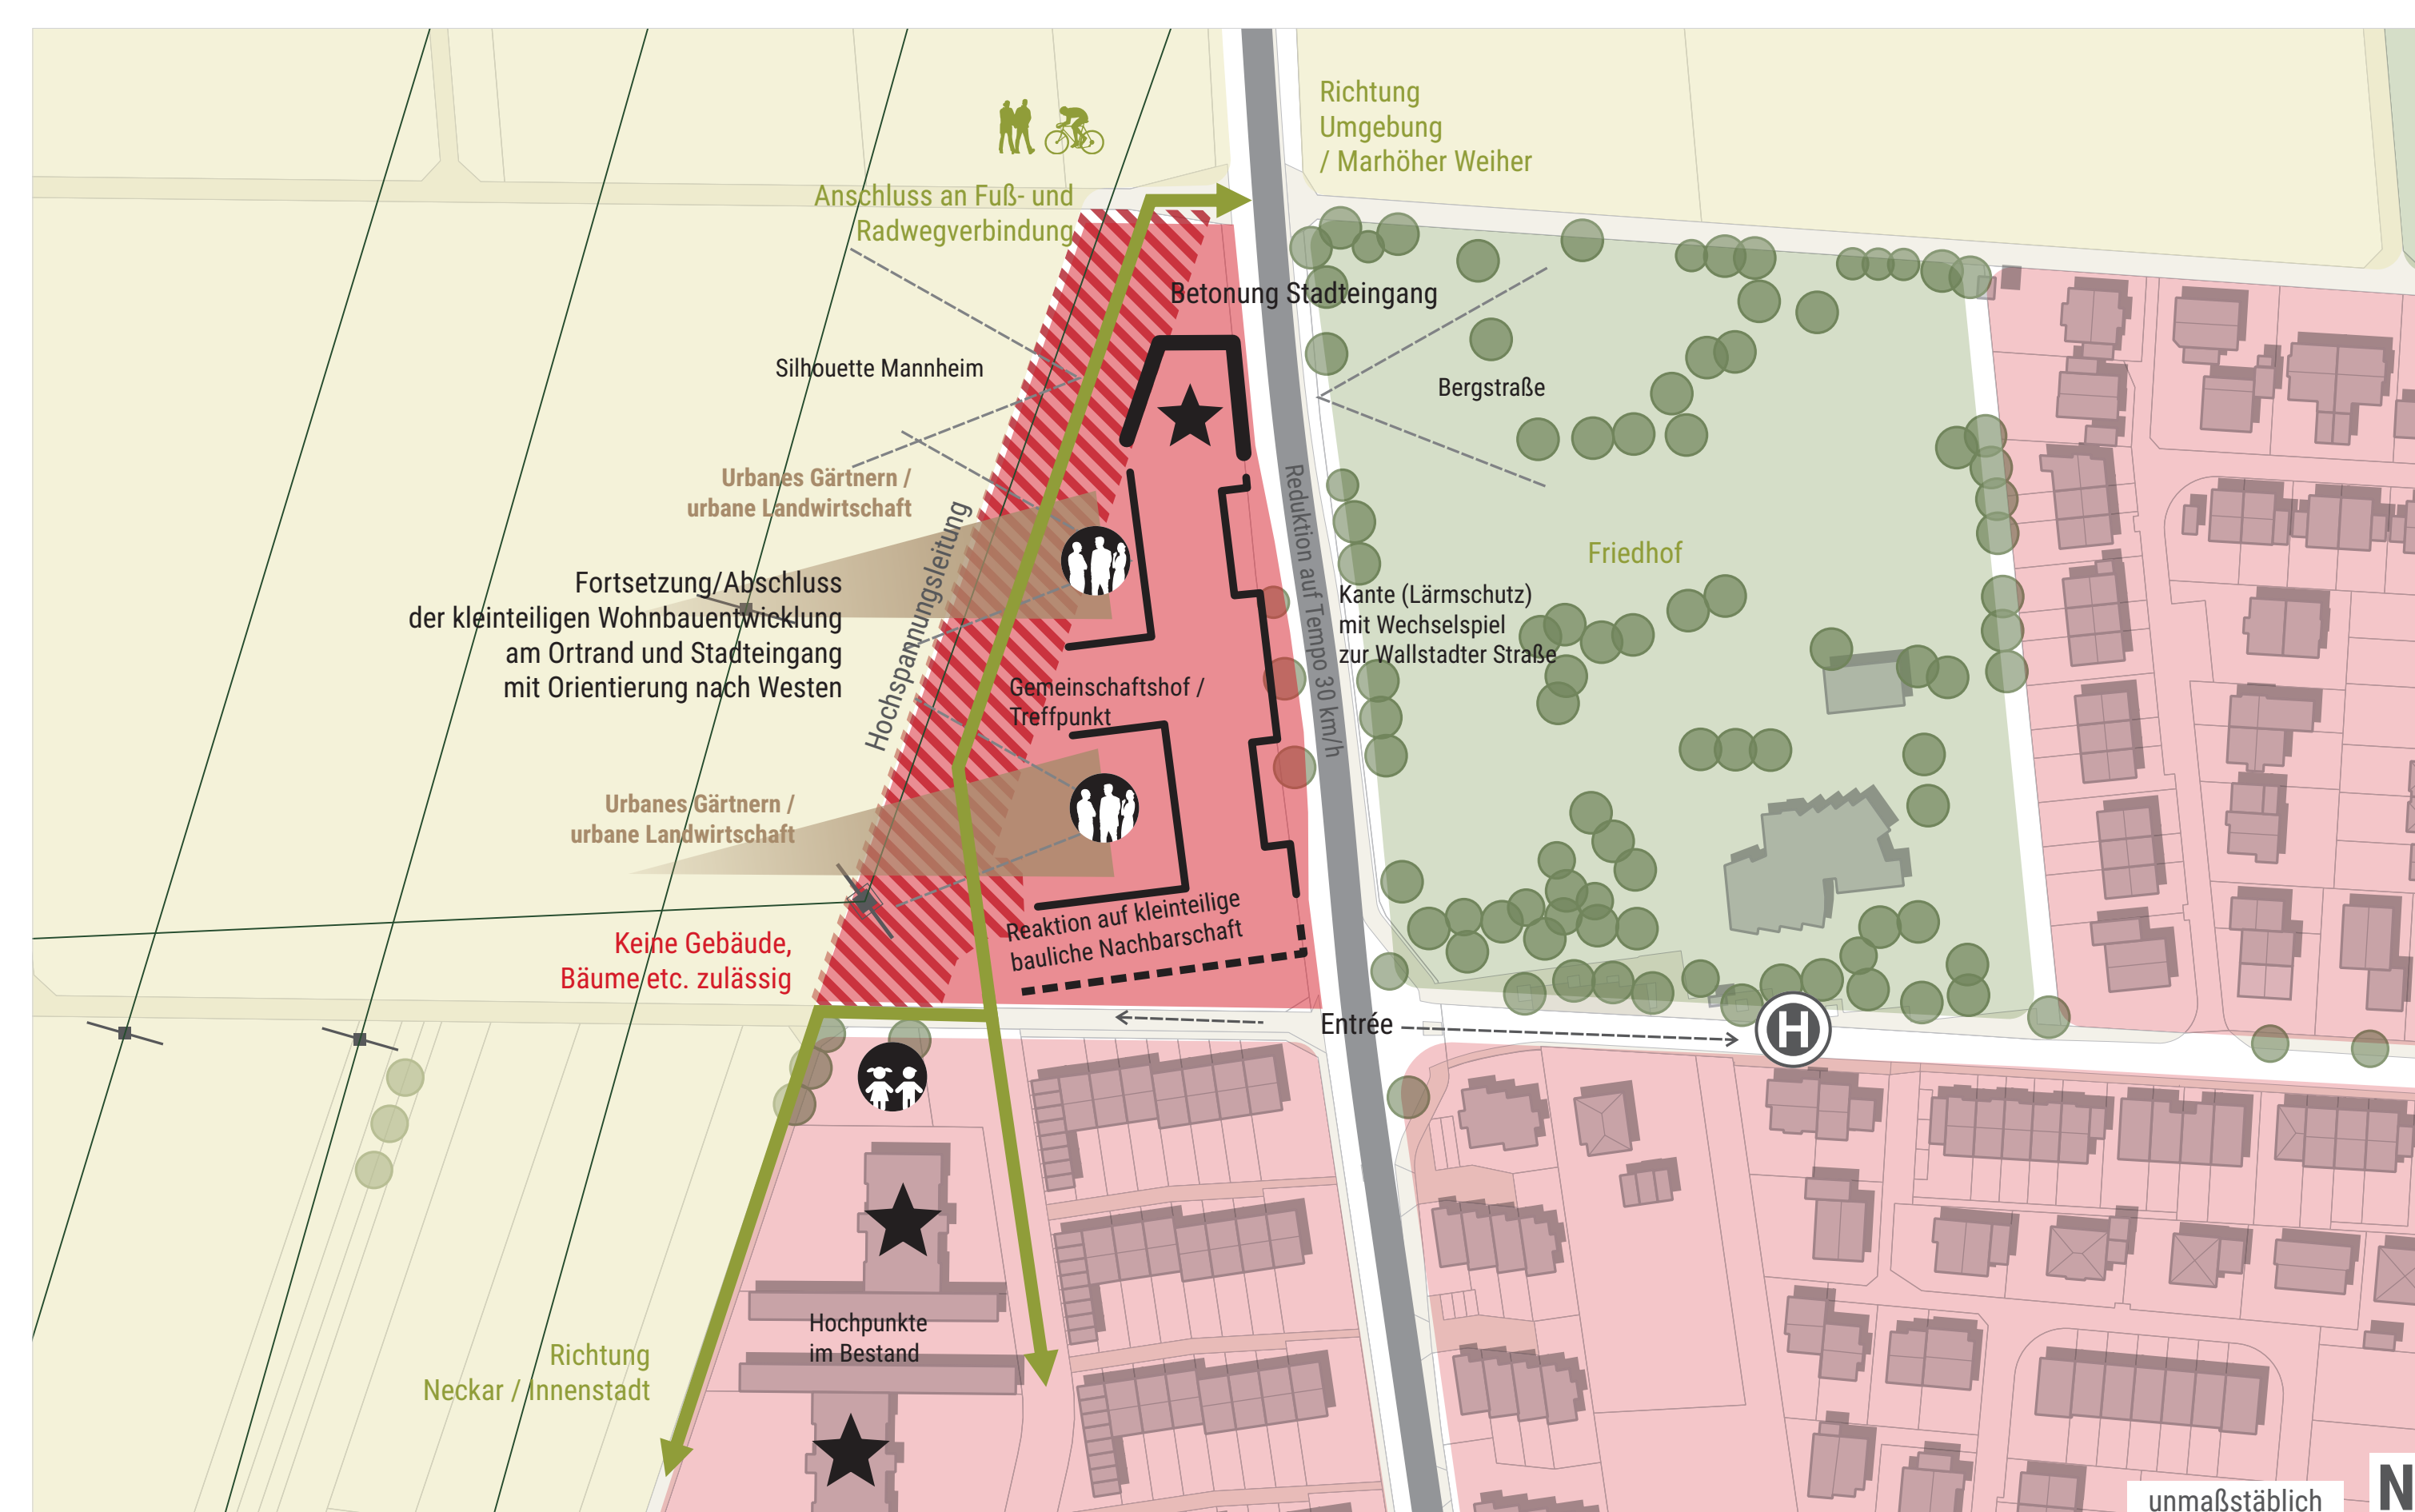 Richtung
Umgebung
/ Marhöher Weiher
Anschluss an Fuß- und
Radwegverbindung
Betonung Stadteingang
Silhouette Mannheim
Bergstraße
Urbanes Gärtnern /
urbane Landwirtschaft
Hochspannungsleitung
Reduktion auf Tempo 30 km/h
Friedhof
Fortsetzung/Abschluss
der kleinteiligen Wohnbauentwicklung
am Ortrand und Stadteingang
mit Orientierung nach Westen
Kante (Lärmschutz)
mit Wechselspiel
zur Wallstadter Straße
Gemeinschaftshof /
Treffpunkt
Urbanes Gärtnern /
urbane Landwirtschaft
Reaktion auf kleinteilige
bauliche Nachbarschaft
Keine Gebäude,
Bäume etc. zulässig
Entrée
H
Hochpunkte
im Bestand
Richtung
Neckar / Innenstadt
unmaßstäblich
N